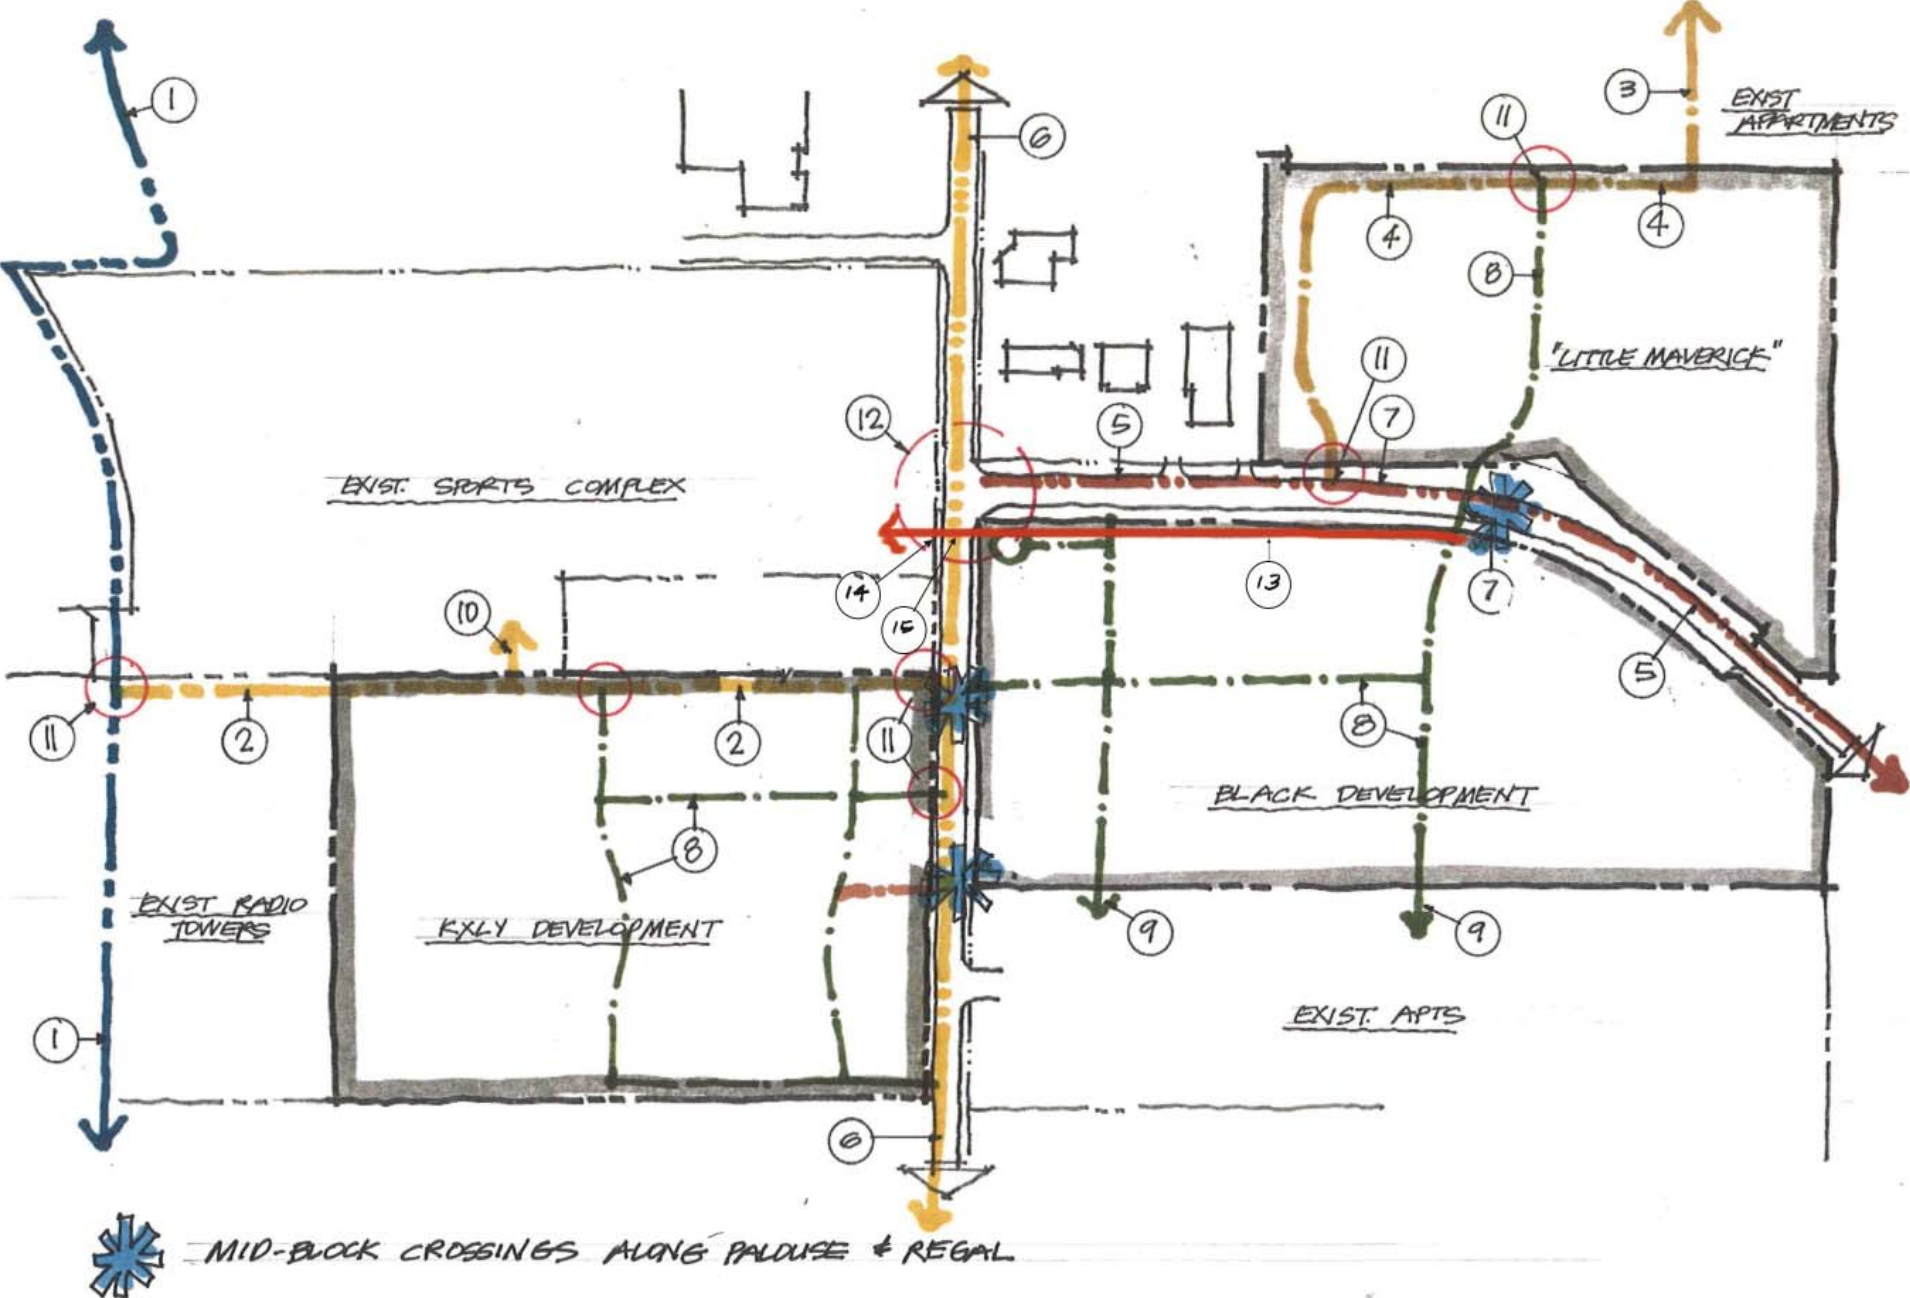 1
6
3
EXIST
APARTMENTS
11
4
4
8
11
"LITTLE MAVERICK"
12
5
7
EXIST. SPORTS COMPLEX
14
15
13
7
10
5
11
2
2
11
8
BLACK DEVELOPMENT
8
EXIST RADIO
TOWERS
KXLY DEVELOPMENT
9
9
EXIST. APTS
1
6
MID-BLOCK CROSSINGS ALONG PALOUSE & REGAL